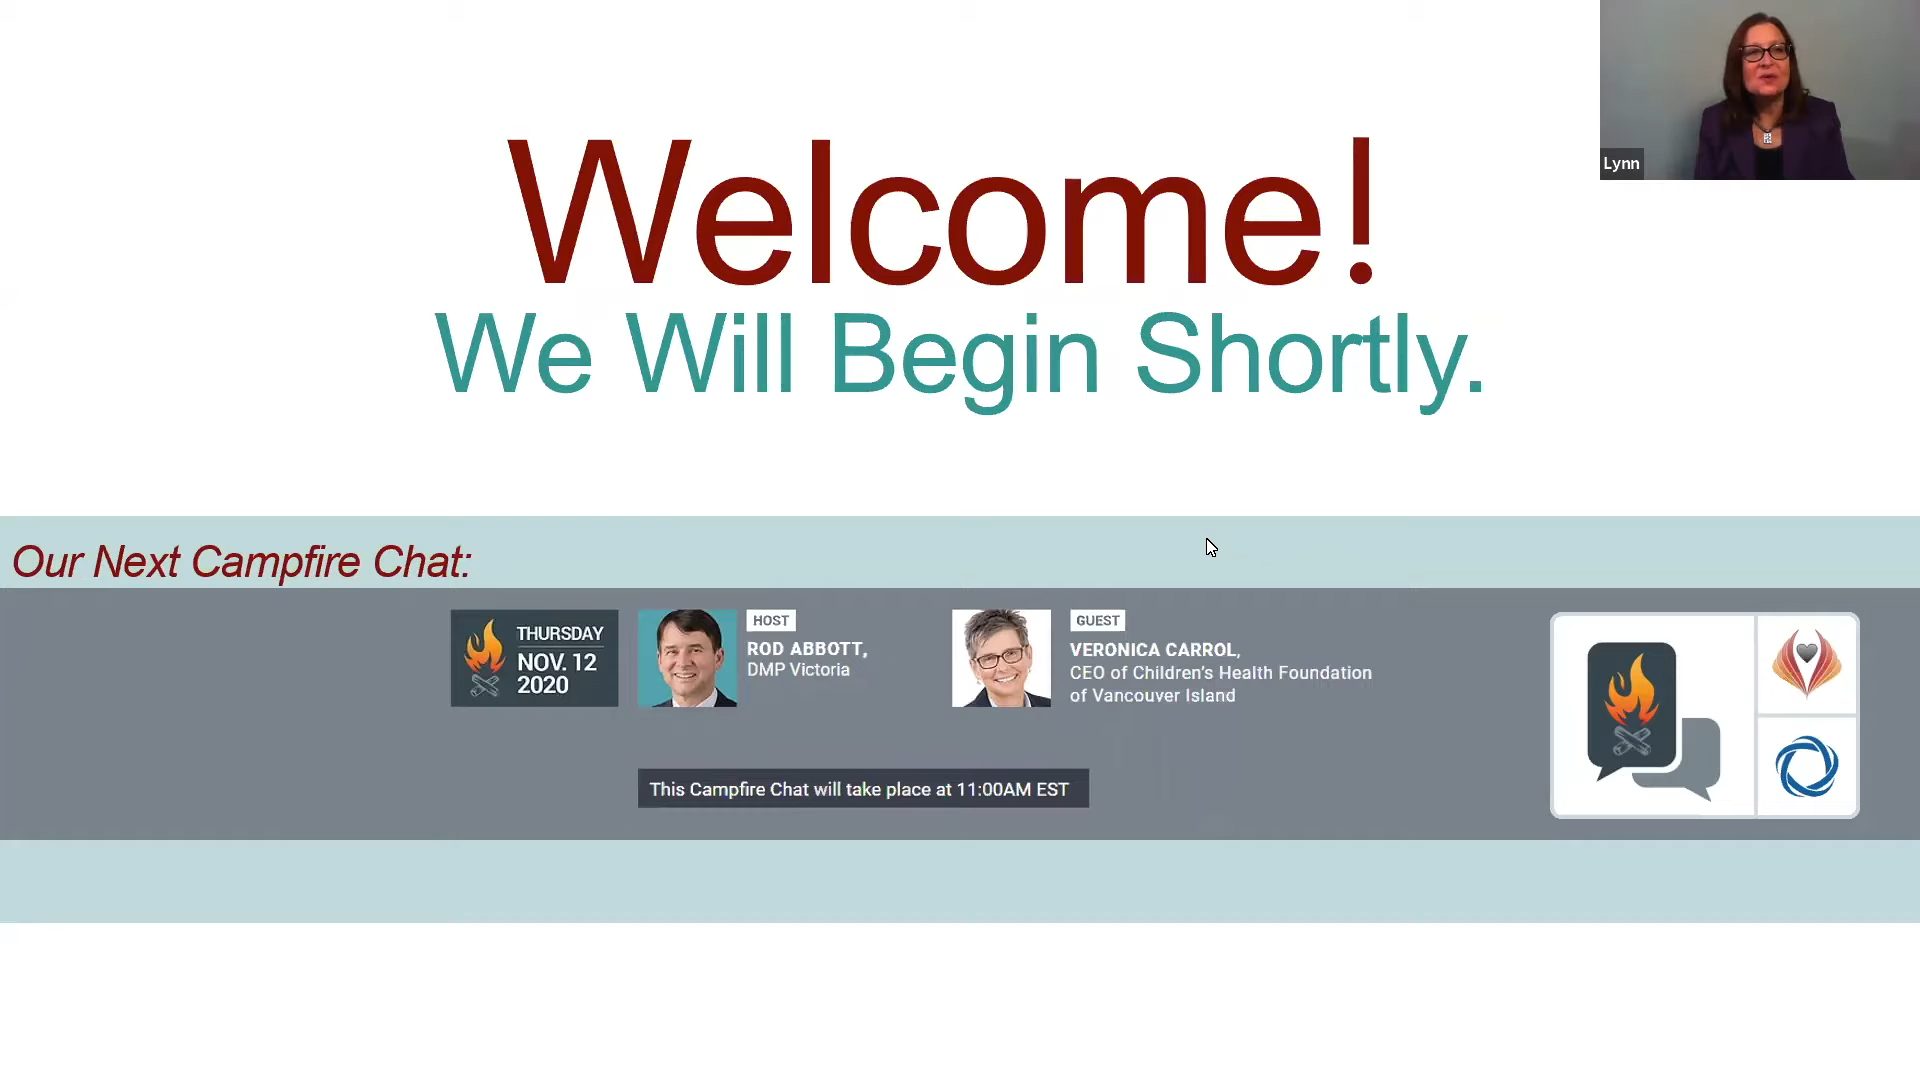 Welcome!
We Will Begin Shortly.
Lynn
Our Next Campfire Chat:
THURSDAY
NOV. 12
2020
HOST
ROD ABBOTT,
DMP Victoria
GUEST
VERONICA CARROL,
CEO of Children's Health Foundation
of Vancouver Island
This Campfire Chat will take place at 11:00AM EST